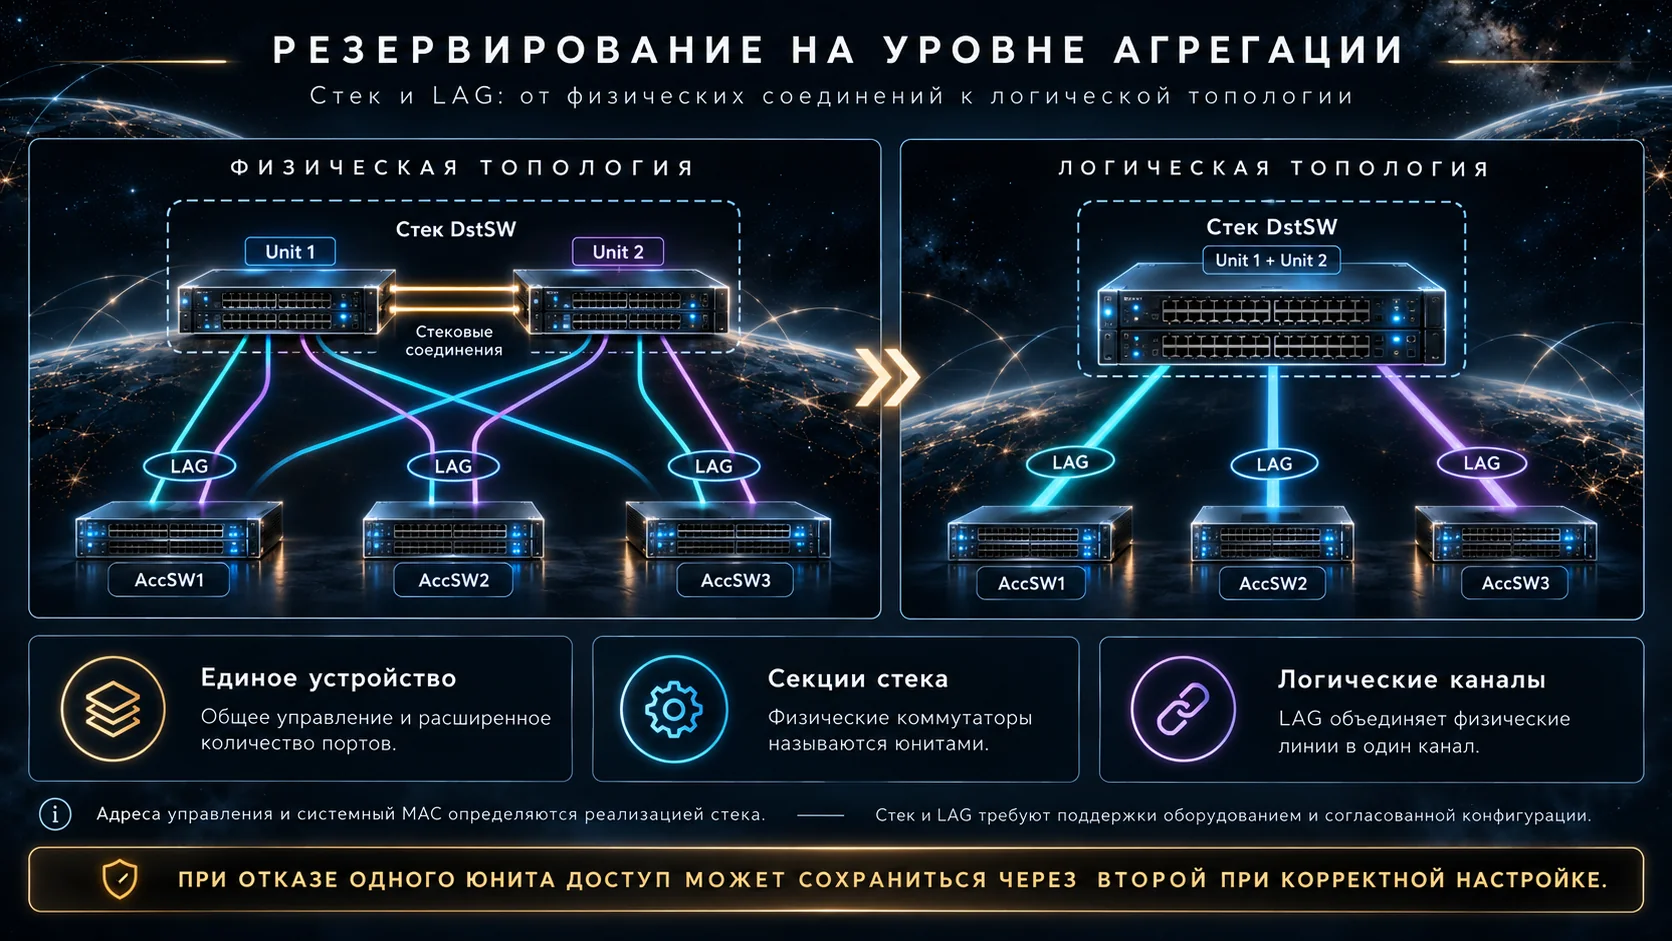 РЕЗЕРВИРОВАНИЕ НА УРОВНЕ АГРЕГАЦИИ
Стек и LAG: от физических соединений к логической топологии
ФИЗИЧЕСКАЯ ТОПОЛОГИЯ
Стек DstSW
Unit 1
Unit 2
Стековые
соединения
LAG
LAG
LAG
AccSW1
AccSW2
AccSW3
ЛОГИЧЕСКАЯ ТОПОЛОГИЯ
Стек DstSW
Unit 1 + Unit 2
LAG
LAG
LAG
AccSW1
AccSW2
AccSW3
Единое устройство
Общее управление и расширенное
количество портов.
Секции стека
Физические коммутаторы
называются юнитами.
Логические каналы
LAG объединяет физические
линии в один канал.
Адреса управления и системный MAC определяются реализацией стека.
Стек и LAG требуют поддержки оборудованием и согласованной конфигурации.
ПРИ ОТКАЗЕ ОДНОГО ЮНИТА ДОСТУП МОЖЕТ СОХРАНИТЬСЯ ЧЕРЕЗ ВТОРОЙ ПРИ КОРРЕКТНОЙ НАСТРОЙКЕ.